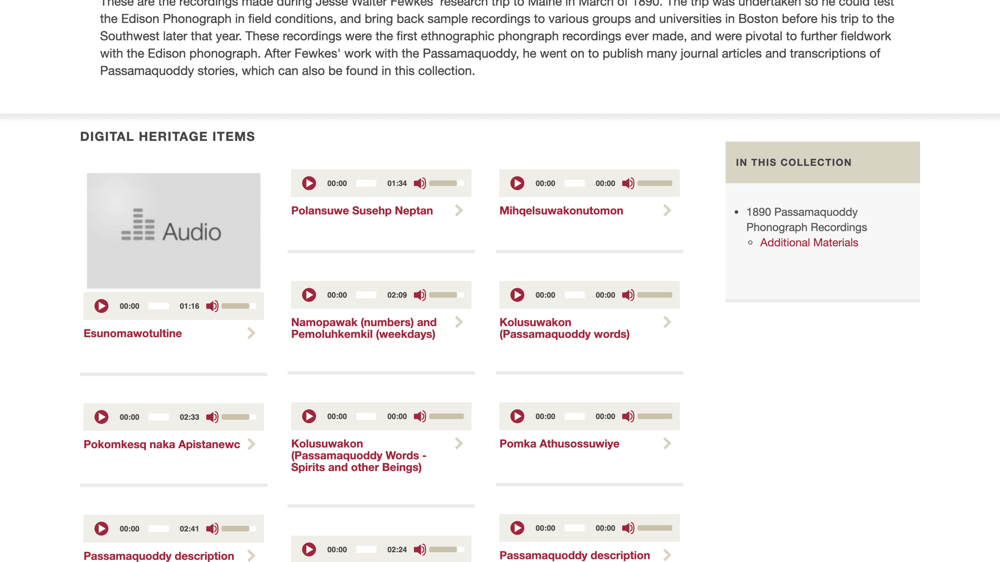 These are the recordings made during Jesse Walter Fewkes' research trip to Maine in March of 1890. The trip was undertaken so he could test
the Edison Phonograph in field conditions, and bring back sample recordings to various groups and universities in Boston before his trip to the
Southwest later that year. These recordings were the first ethnographic phongraph recordings ever made, and were pivotal to further fieldwork
with the Edison phonograph. After Fewkes' work with the Passamaquoddy, he went on to publish many journal articles and transcriptions of
Passamaquoddy stories, which can also be found in this collection.
DIGITAL HERITAGE ITEMS
Audio
00:00 01:16
Esunomawotultine
00:00 02:33
Pokomkesq naka Apistanewc
00:00 02:41
Passamaquoddy description
00:00 01:34
Polansuwe Susehp Neptan
00:00 02:09
Namopawak (numbers) and
Pemoluhkemkil (weekdays)
00:00 00:00
Kolusuwakon
(Passamaquoddy Words -
Spirits and other Beings)
00:00 02:24
00:00 00:00
Mihqelsuwakonutomon
00:00 00:00
Kolusuwakon
(Passamaquoddy words)
00:00 00:00
Pomka Athusossuwiye
00:00 00:00
Passamaquoddy description
IN THIS COLLECTION
1890 Passamaquoddy
Phonograph Recordings
Additional Materials